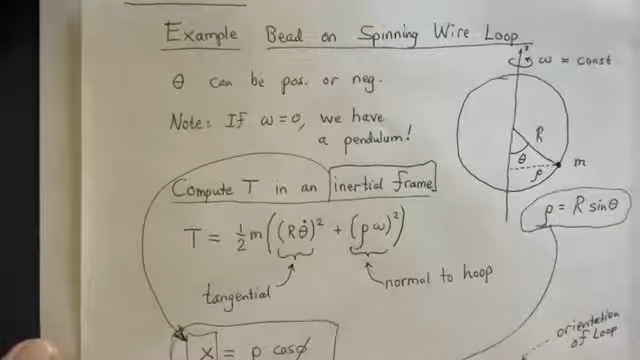 Example Bead on Spinning Wire Loop
θ can be pos. or neg.
Note: If ω=0, we have
a pendulum!
z
ω = const
R
θ
m
ρ
Compute T in an inertial frame
ρ = R sinθ
T = ½ m((Rθ̇)² + (ρω)²)
tangential
normal to hoop
x = ρ cosϕ
orientation
of Loop